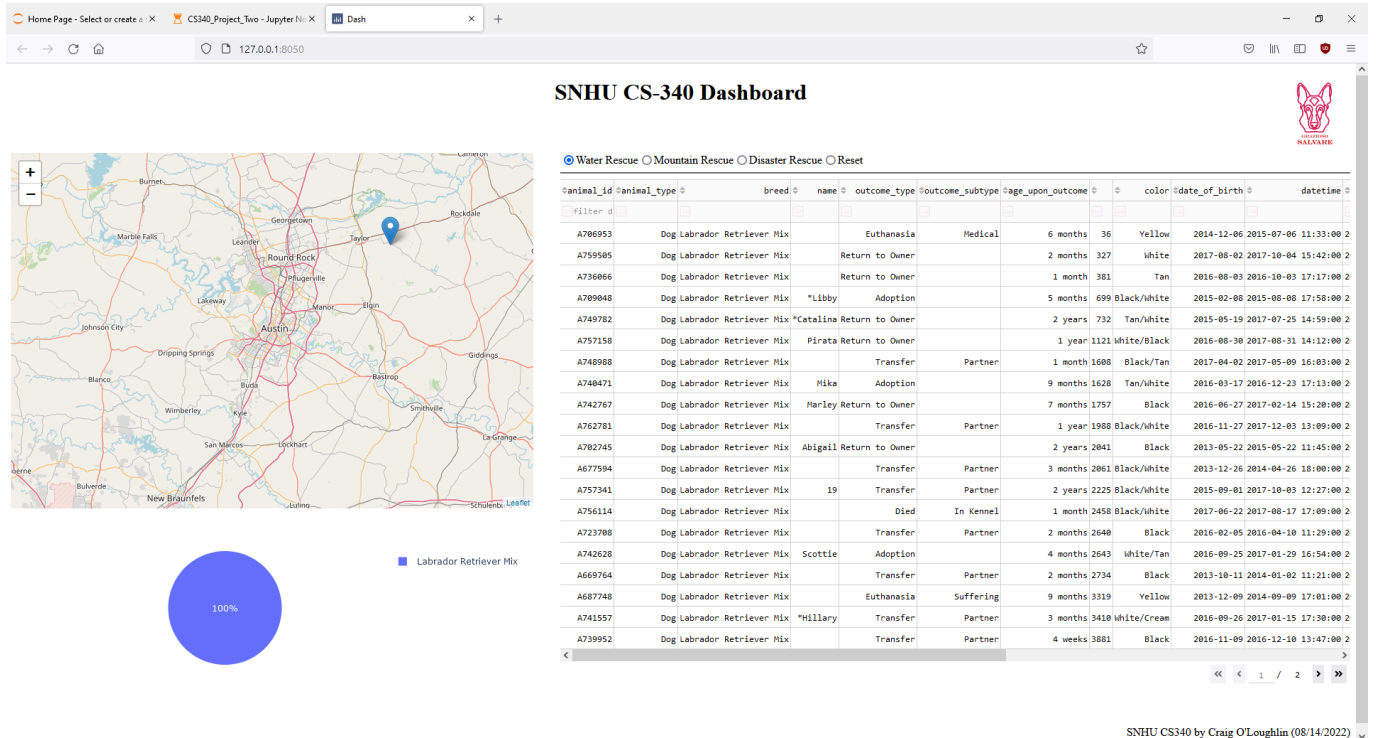 Home Page - Select or create a
CS340_Project_Two - Jupyter No
Dash
127.0.0.1:8050
SNHU CS-340 Dashboard
GRAZIOSO
SALVARE
+
−
Cameron
Burnet
Rockdale
Georgetown
Marble Falls
Leander
Taylor
Round Rock
Pflugerville
Lakeway
Manor
Elgin
Johnson City
Austin
Dripping Springs
Giddings
Blanco
Bastrop
Buda
Wimberley
Kyle
Smithville
San Marcos
Lockhart
La Grange
Bulverde
New Braunfels
Luling
Leaflet
Water Rescue Mountain Rescue Disaster Rescue Reset
animal_id animal_type breed name outcome_type outcome_subtype age_upon_outcome color date_of_birth datetime
filter d
A706953 Dog Labrador Retriever Mix Euthanasia Medical 6 months 36 Yellow 2014-12-06 2015-07-06 11:33:00 2
A759505 Dog Labrador Retriever Mix Return to Owner 2 months 327 White 2017-08-02 2017-10-04 15:42:00 2
A736066 Dog Labrador Retriever Mix Return to Owner 1 month 381 Tan 2016-08-03 2016-10-03 17:17:00 2
A709048 Dog Labrador Retriever Mix *Libby Adoption 5 months 699 Black/White 2015-02-08 2015-08-08 17:58:00 2
A749782 Dog Labrador Retriever Mix *Catalina Return to Owner 2 years 732 Tan/White 2015-05-19 2017-07-25 14:59:00 2
A757158 Dog Labrador Retriever Mix Pirata Return to Owner 1 year 1121 White/Black 2016-08-30 2017-08-31 14:12:00 2
A748988 Dog Labrador Retriever Mix Transfer Partner 1 month 1608 Black/Tan 2017-04-02 2017-05-09 16:03:00 2
A740471 Dog Labrador Retriever Mix Mika Adoption 9 months 1628 Tan/White 2016-03-17 2016-12-23 17:13:00 2
A742767 Dog Labrador Retriever Mix Marley Return to Owner 7 months 1757 Black 2016-06-27 2017-02-14 15:20:00 2
A762781 Dog Labrador Retriever Mix Transfer Partner 1 year 1988 Black/White 2016-11-27 2017-12-03 13:09:00 2
A702745 Dog Labrador Retriever Mix Abigail Return to Owner 2 years 2041 Black 2013-05-22 2015-05-22 11:45:00 2
A677594 Dog Labrador Retriever Mix Transfer Partner 3 months 2061 Black/White 2013-12-26 2014-04-26 18:00:00 2
A757341 Dog Labrador Retriever Mix 19 Transfer Partner 2 years 2225 Black/White 2015-09-01 2017-10-03 12:27:00 2
A756114 Dog Labrador Retriever Mix Died In Kennel 1 month 2458 Black/White 2017-06-22 2017-08-17 17:09:00 2
A723708 Dog Labrador Retriever Mix Transfer Partner 2 months 2640 Black 2016-02-05 2016-04-10 11:29:00 2
A742628 Dog Labrador Retriever Mix Scottie Adoption 4 months 2643 White/Tan 2016-09-25 2017-01-29 16:54:00 2
A669764 Dog Labrador Retriever Mix Transfer Partner 2 months 2734 Black 2013-10-11 2014-01-02 11:21:00 2
A687748 Dog Labrador Retriever Mix Euthanasia Suffering 9 months 3319 Yellow 2013-12-09 2014-09-09 17:01:00 2
A741557 Dog Labrador Retriever Mix *Hillary Transfer Partner 3 months 3410 White/Cream 2016-09-26 2017-01-15 17:30:00 2
A739952 Dog Labrador Retriever Mix Transfer Partner 4 weeks 3881 Black 2016-11-09 2016-12-10 13:47:00 2
1 / 2
100%
Labrador Retriever Mix
SNHU CS340 by Craig O'Loughlin (08/14/2022)